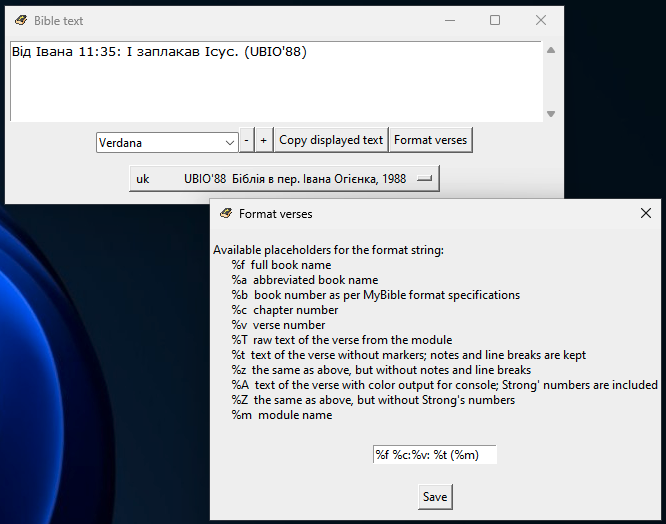 Bible text
Від Івана 11:35: І заплакав Ісус. (UBIO'88)
Verdana - + Copy displayed text Format verses
uk UBIO'88 Біблія в пер. Івана Огієнка, 1988
Format verses
Available placeholders for the format string:
%f full book name
%a abbreviated book name
%b book number as per MyBible format specifications
%c chapter number
%v verse number
%T raw text of the verse from the module
%t text of the verse without markers; notes and line breaks are kept
%z the same as above, but without notes and line breaks
%A text of the verse with color output for console; Strong' numbers are included
%Z the same as above, but without Strong's numbers
%m module name
%f %c:%v: %t (%m)
Save